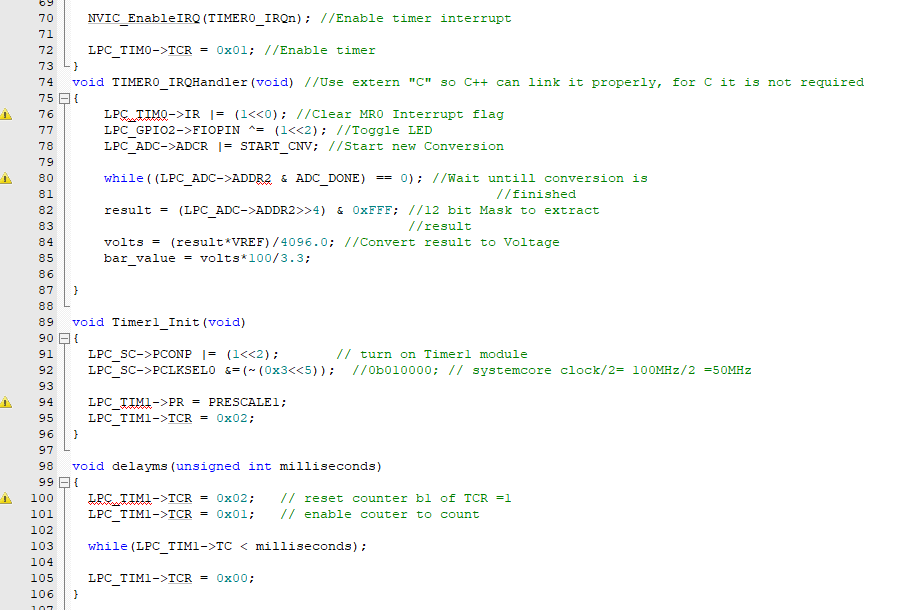 69
70 NVIC_EnableIRQ(TIMER0_IRQn); //Enable timer interrupt
71
72 LPC_TIM0->TCR = 0x01; //Enable timer
73 }
74 void TIMER0_IRQHandler(void) //Use extern "C" so C++ can link it properly, for C it is not required
75 {
76 LPC_TIM0->IR |= (1<<0); //Clear MR0 Interrupt flag
77 LPC_GPIO2->FIOPIN ^= (1<<2); //Toggle LED
78 LPC_ADC->ADCR |= START_CNV; //Start new Conversion
79
80 while((LPC_ADC->ADDR2 & ADC_DONE) == 0); //Wait untill conversion is
81 //finished
82 result = (LPC_ADC->ADDR2>>4) & 0xFFF; //12 bit Mask to extract
83 //result
84 volts = (result*VREF)/4096.0; //Convert result to Voltage
85 bar_value = volts*100/3.3;
86
87 }
88
89 void Timer1_Init(void)
90 {
91 LPC_SC->PCONP |= (1<<2); // turn on Timer1 module
92 LPC_SC->PCLKSEL0 &=(~(0x3<<5)); //0b010000; // systemcore clock/2= 100MHz/2 =50MHz
93
94 LPC_TIM1->PR = PRESCALE1;
95 LPC_TIM1->TCR = 0x02;
96 }
97
98 void delayms(unsigned int milliseconds)
99 {
100 LPC_TIM1->TCR = 0x02; // reset counter b1 of TCR =1
101 LPC_TIM1->TCR = 0x01; // enable couter to count
102
103 while(LPC_TIM1->TC < milliseconds);
104
105 LPC_TIM1->TCR = 0x00;
106 }
107